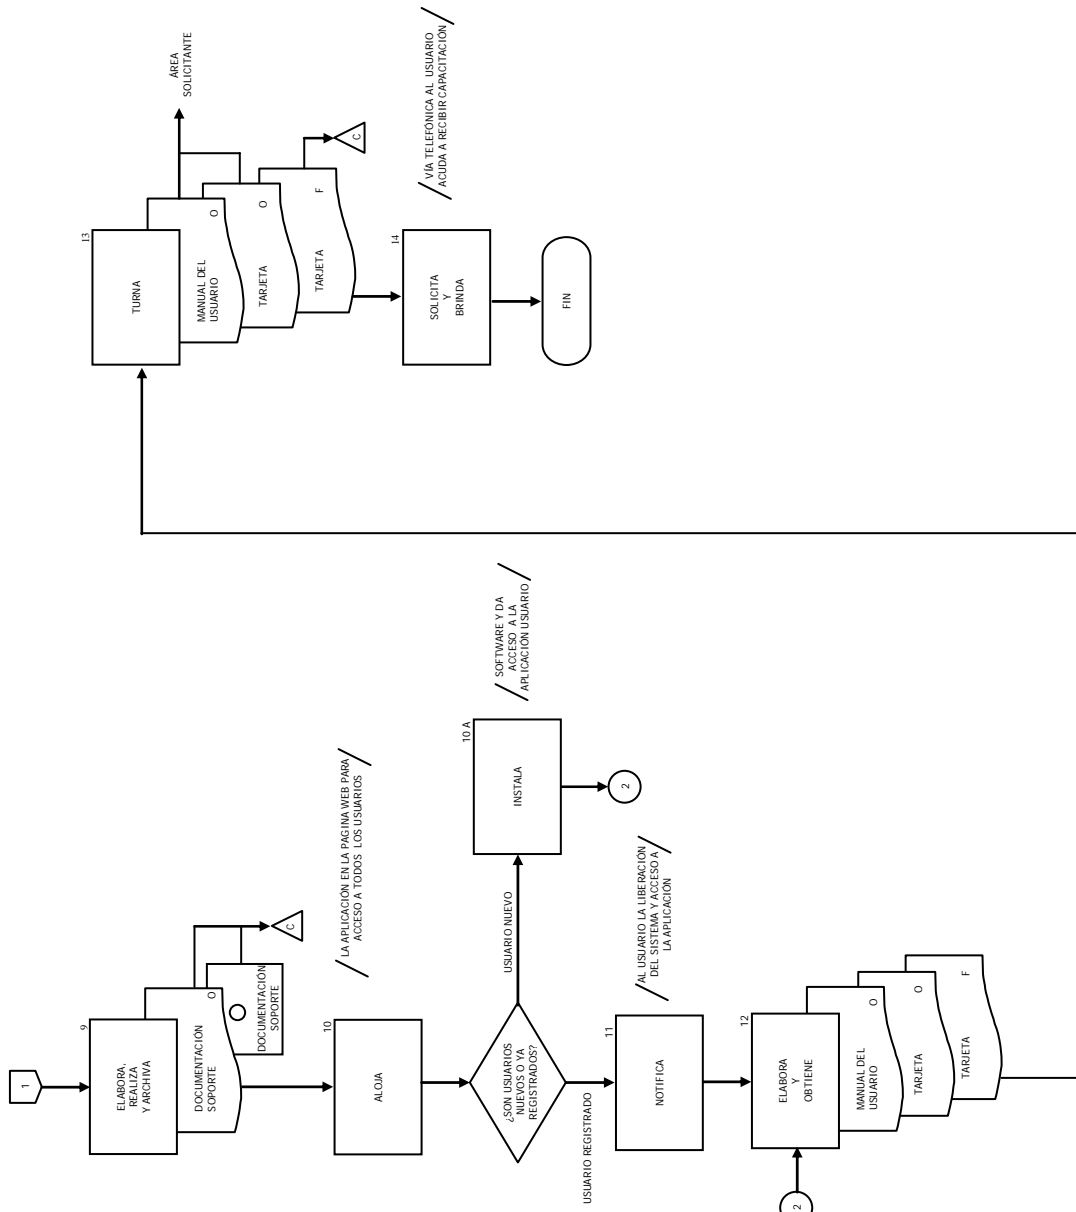 1
9
ELABORA,
REALIZA
Y ARCHIVA
DOCUMENTACIÓN
SOPORTE
O
DOCUMENTACIÓN
SOPORTE
C
10
ALOJA
LA APLICACIÓN EN LA PAGINA WEB PARA
ACCESO A TODOS LOS USUARIOS
¿SON USUARIOS
NUEVOS O YA
REGISTRADOS?
USUARIO NUEVO
10 A
INSTALA
SOFTWARE Y DA
ACCESO A LA
APLICACIÓN USUARIO
2
USUARIO REGISTRADO
11
NOTIFICA
AL USUARIO LA LIBERACIÓN
DEL SISTEMA Y ACCESO A
LA APLICACIÓN
2
12
ELABORA
Y
OBTIENE
MANUAL DEL
USUARIO
O
TARJETA
O
TARJETA
F
13
TURNA
MANUAL DEL
USUARIO
O
TARJETA
O
TARJETA
F
ÁREA
SOLICITANTE
C
14
SOLICITA
Y
BRINDA
VÍA TELEFÓNICA AL USUARIO
ACUDA A RECIBIR CAPACITACIÓN
FIN